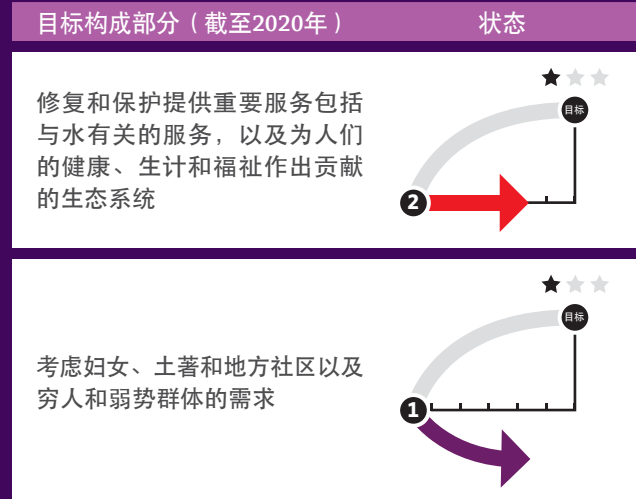 目标构成部分（截至2020年） 状态
修复和保护提供重要服务包括
与水有关的服务，以及为人们
的健康、生计和福祉作出贡献
的生态系统
目标
2
考虑妇女、土著和地方社区以及
穷人和弱势群体的需求
目标
1